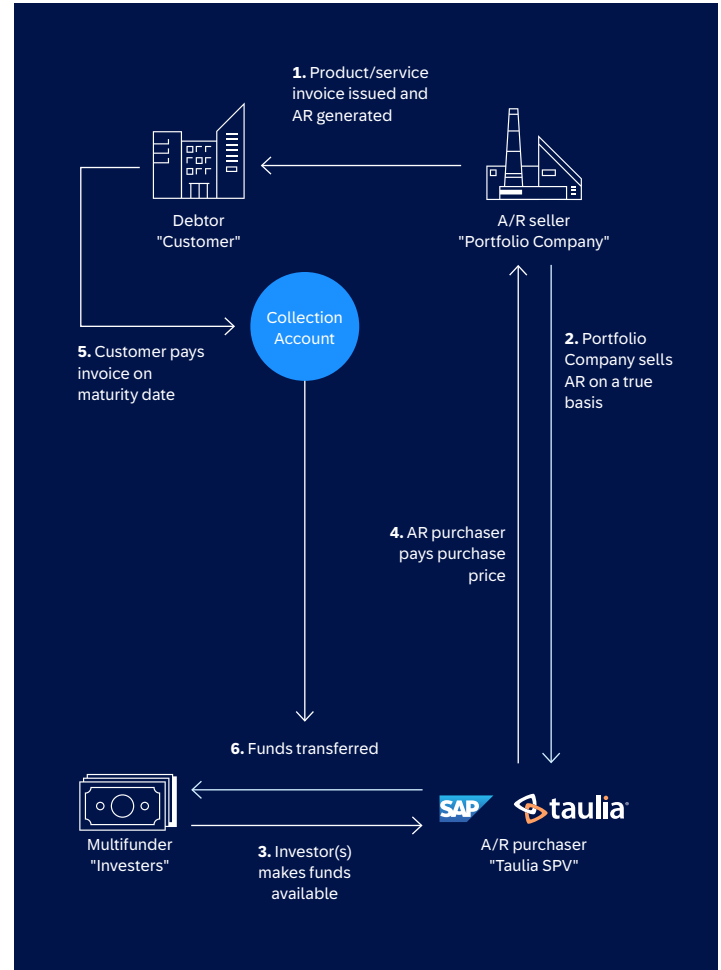 1. Product/service
invoice issued and
AR generated
Debtor
"Customer"
A/R seller
"Portfolio Company"
Collection
Account
5. Customer pays
invoice on
maturity date
2. Portfolio
Company sells
AR on a true
basis
4. AR purchaser
pays purchase
price
6. Funds transferred
SAP
taulia
Multifunder
"Investers"
3. Investor(s)
makes funds
available
A/R purchaser
"Taulia SPV"